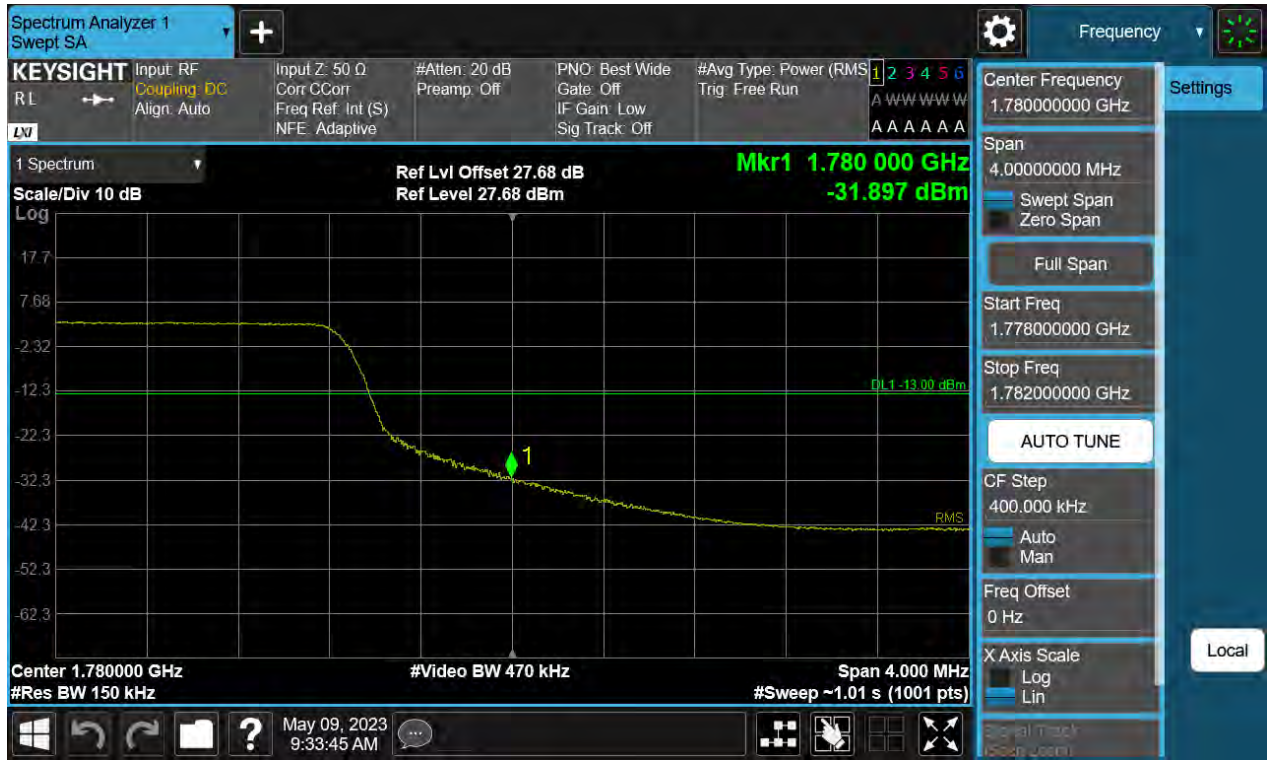 Spectrum Analyzer 1
Swept SA
Frequency
KEYSIGHT
RL
LXI
Input: RF
Coupling: DC
Align: Auto
Input Z: 50 Ω
Corr CCorr
Freq Ref: Int (S)
NFE: Adaptive
#Atten: 20 dB
Preamp: Off
PNO: Best Wide
Gate: Off
IF Gain: Low
Sig Track: Off
#Avg Type: Power (RMS
Trig: Free Run
1 2 3 4 5 6
A W W W W W
A A A A A A
1 Spectrum
Scale/Div 10 dB
Ref Lvl Offset 27.68 dB
Ref Level 27.68 dBm
Mkr1 1.780 000 GHz
-31.897 dBm
Log
17.7
7.68
-2.32
-12.3
-22.3
-32.3
-42.3
-52.3
-62.3
DL1 -13.00 dBm
1
RMS
Center 1.780000 GHz
#Video BW 470 kHz
Span 4.000 MHz
#Res BW 150 kHz
#Sweep ~1.01 s (1001 pts)
Center Frequency
1.780000000 GHz
Settings
Span
4.00000000 MHz
Swept Span
Zero Span
Full Span
Start Freq
1.778000000 GHz
Stop Freq
1.782000000 GHz
AUTO TUNE
CF Step
400.000 kHz
Auto
Man
Freq Offset
0 Hz
X Axis Scale
Log
Lin
Local
Signal Track
(Span Zoom)
?
May 09, 2023
9:33:45 AM